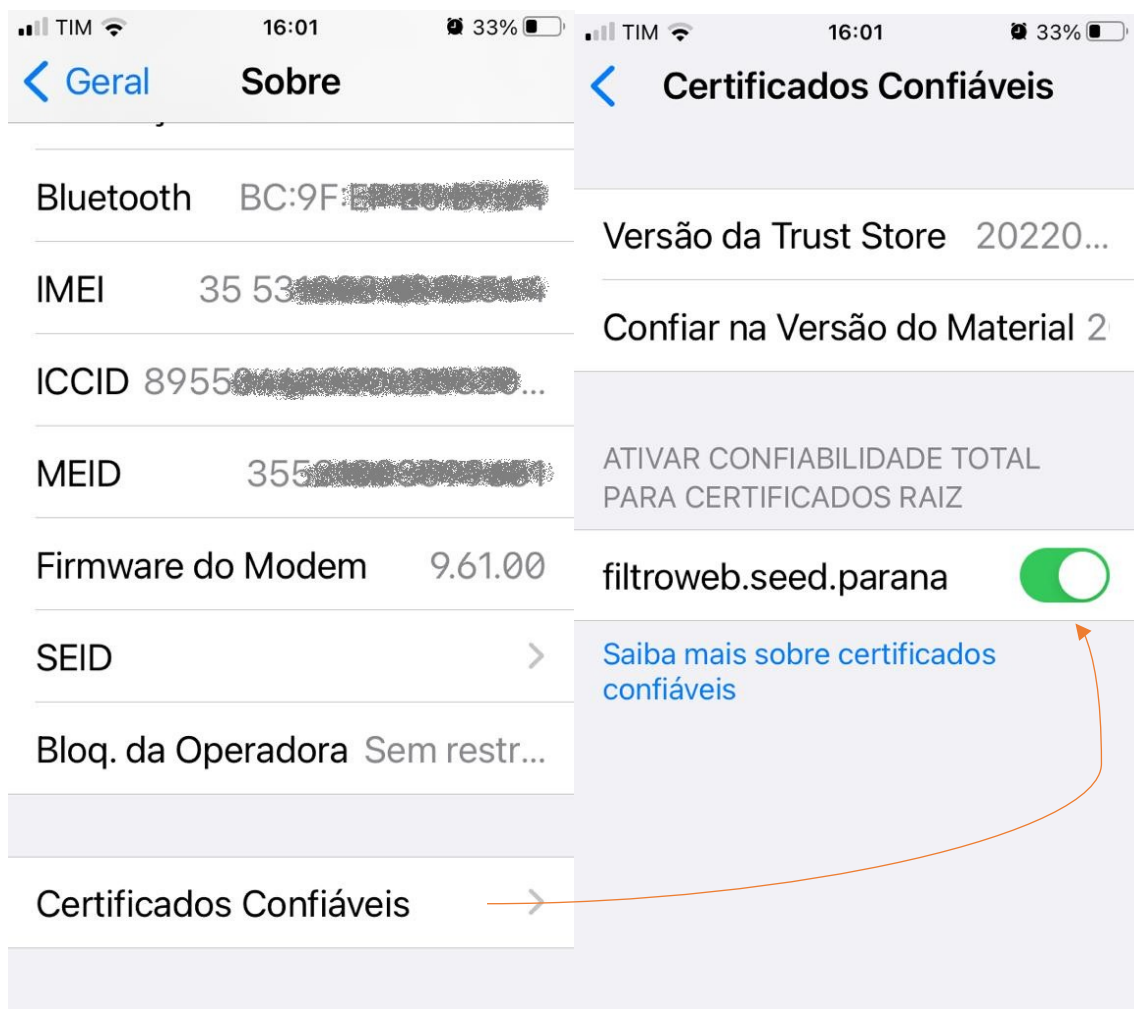 TIM 16:01 33%
Geral Sobre
Bluetooth BC:9F:
IMEI 35 53
ICCID 8955
MEID 355
Firmware do Modem 9.61.00
SEID
Bloq. da Operadora Sem restr...
Certificados Confiáveis
TIM 16:01 33%
Certificados Confiáveis
Versão da Trust Store 20220...
Confiar na Versão do Material 2
ATIVAR CONFIABILIDADE TOTAL
PARA CERTIFICADOS RAIZ
filtroweb.seed.parana
Saiba mais sobre certificados
confiáveis